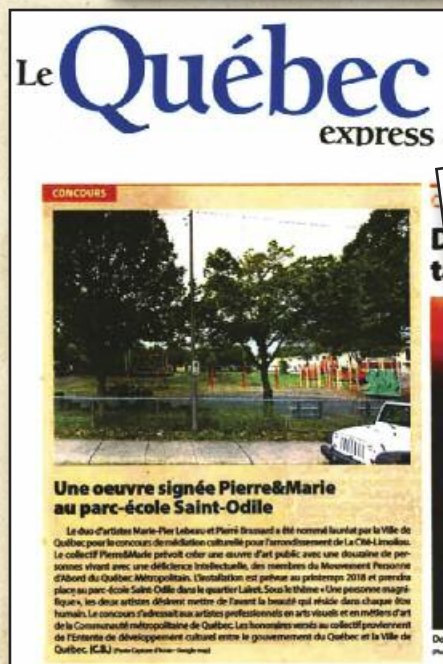 Le Québec
express
CONCOURS
Une oeuvre signée Pierre&Marie
au parc-école Saint-Odile
Le duo d'artistes Marie-Pier Lebeau et Pierre Brassard a été nommé lauréat par la Ville de
Québec pour le concours de médiation culturelle pour l'arrondissement de La Cité-Limoilou.
Le collectif Pierre&Marie prévoit créer une œuvre d'art public avec une douzaine de per-
sonnes vivant avec une déficience intellectuelle, des membres du Mouvement Personne
D'Abord du Québec Métropolitain. L'installation est prévue au printemps 2018 et prendra
place au parc-école Saint-Odile dans le quartier Lairet. Sous le thème « Une personne magni-
fique », les deux artistes désirent mettre de l'avant la beauté qui réside dans chaque être
humain. Le concours s'adressait aux artistes professionnels en arts visuels et en métiers d'art
de la Communauté métropolitaine de Québec. Les honoraires versés au collectif proviennent
de l'Entente de développement culturel entre le gouvernement du Québec et la Ville de
Québec. (C.B.) (Photo Capture d'écran - Google map)